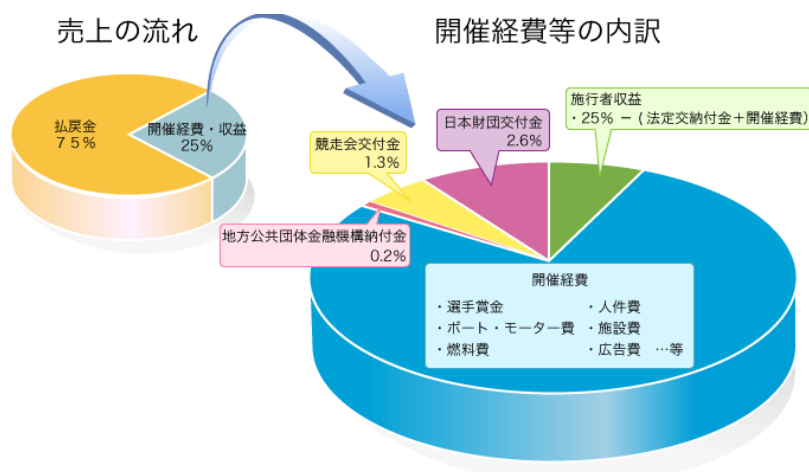 売上の流れ
開催経費等の内訳
払戻金
７５％
開催経費・収益
25%
競走会交付金
1.3%
日本財団交付金
2.6%
施行者収益
・25% －(法定交納付金＋開催経費)
地方公共団体金融機構納付金
0.2%
開催経費
・選手賞金
・人件費
・ボート・モーター費
・施設費
・燃料費
・広告費　…等